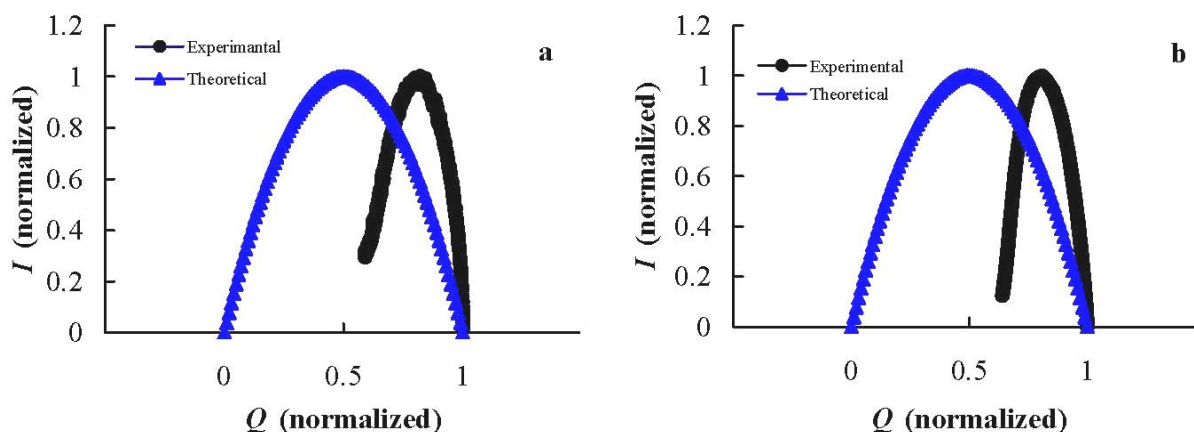 1.2
1
0.8
0.6
0.4
0.2
0
I (normalized)
Experimantal
Theoretical
a
0 0.5 1
Q (normalized)
1.2
1
0.8
0.6
0.4
0.2
0
I (normalized)
Experimental
Theoretical
b
0 0.5 1
Q (normalized)